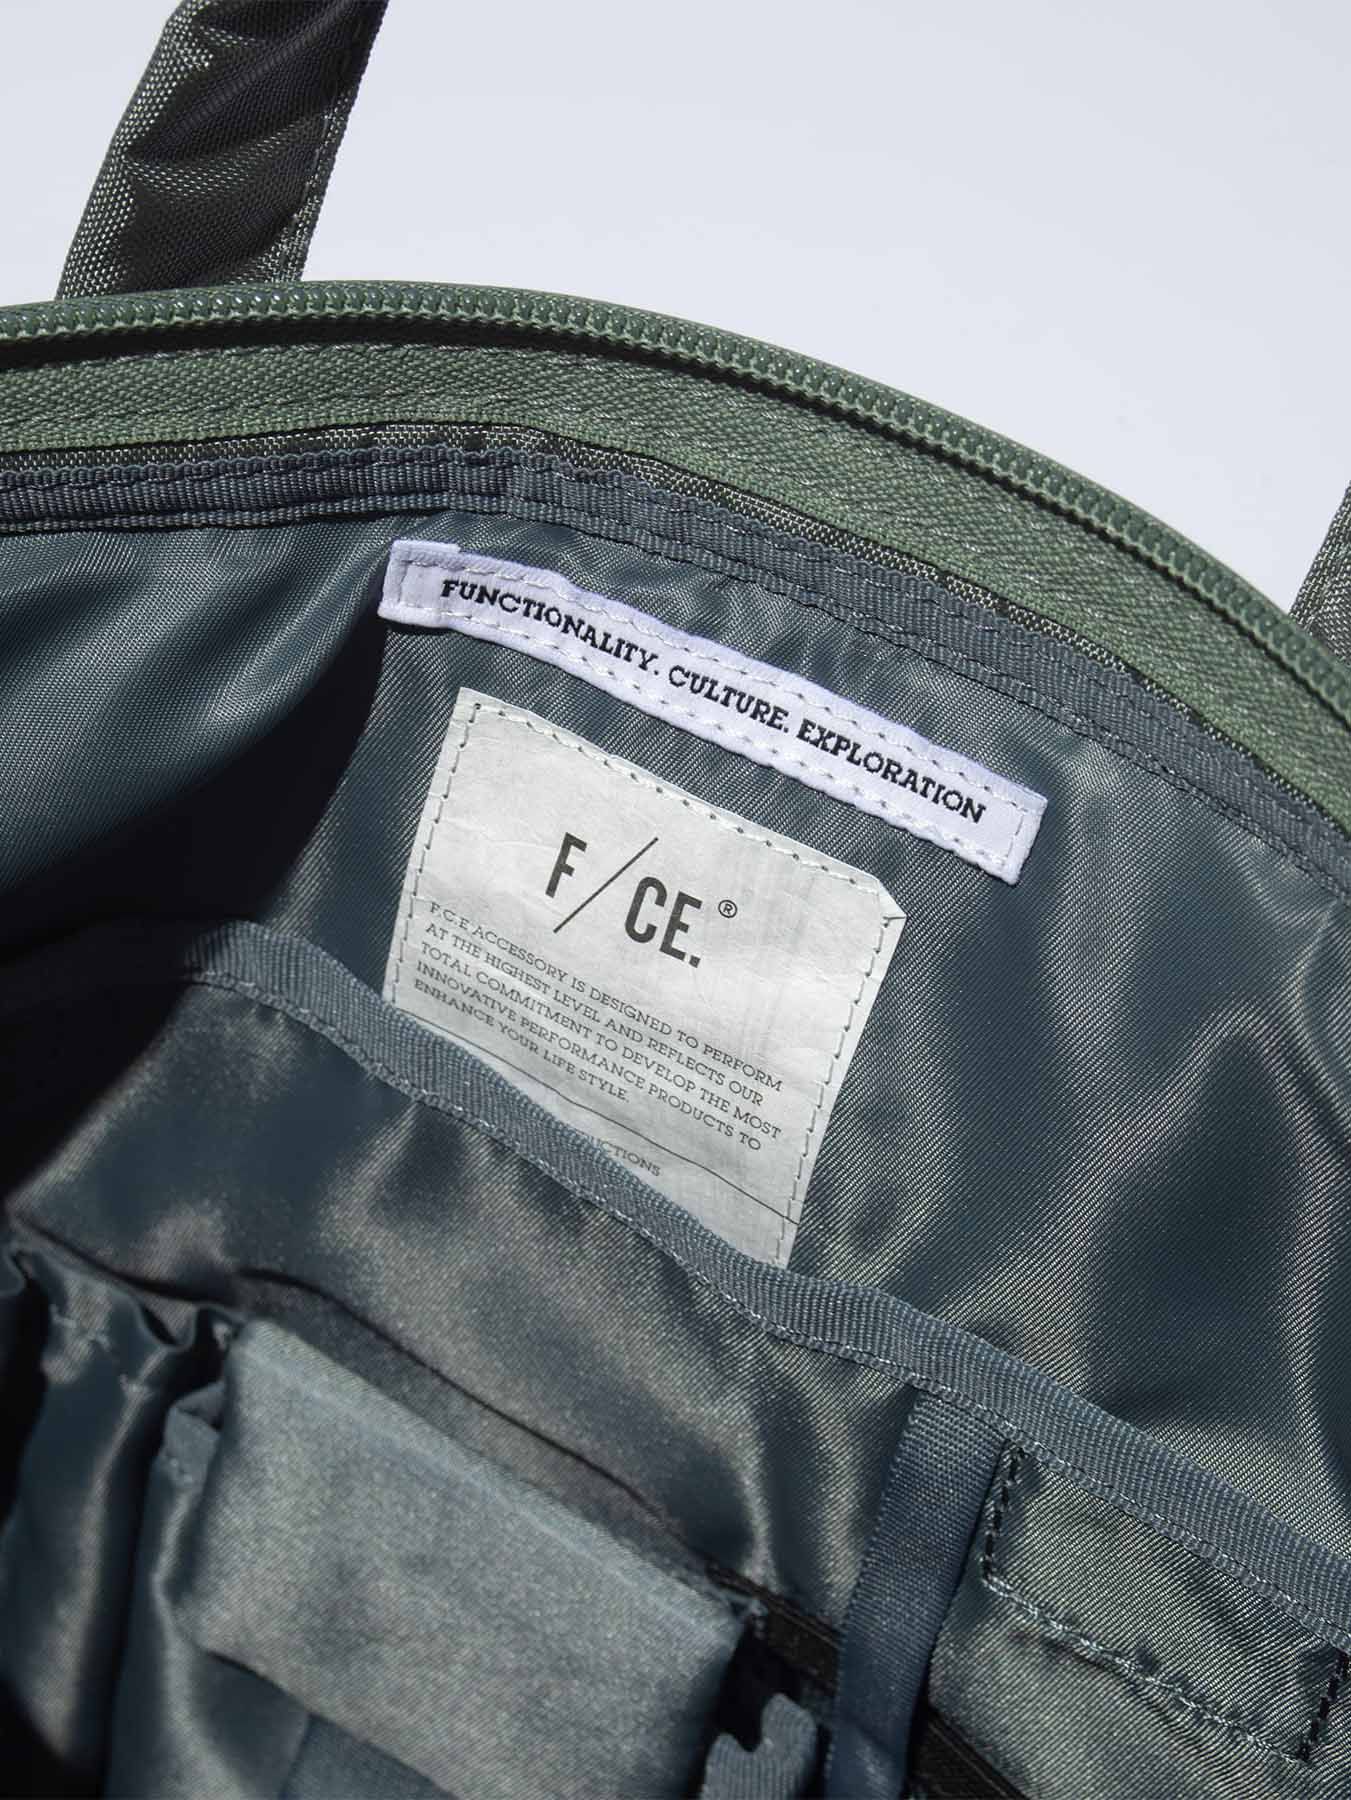 FUNCTIONALITY. CULTURE. EXPLORATION
F/CE.®
F.C.E ACCESSORY IS DESIGNED TO PERFORM
AT THE HIGHEST LEVEL AND REFLECTS OUR
TOTAL COMMITMENT TO DEVELOP THE MOST
INNOVATIVE PERFORMANCE PRODUCTS TO
ENHANCE YOUR LIFE STYLE.